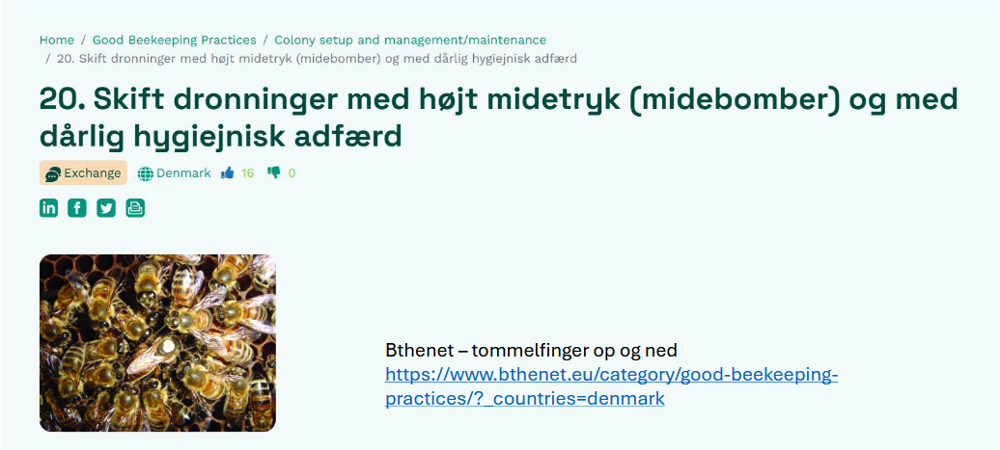 Home / Good Beekeeping Practices / Colony setup and management/maintenance
/ 20. Skift dronninger med højt midetryk (midebomber) og med dårlig hygiejnisk adfærd
20. Skift dronninger med højt midetryk (midebomber) og med
dårlig hygiejnisk adfærd
Exchange Denmark 16 0
Bthenet – tommelfinger op og ned
https://www.bthenet.eu/category/good-beekeeping-
practices/?_countries=denmark